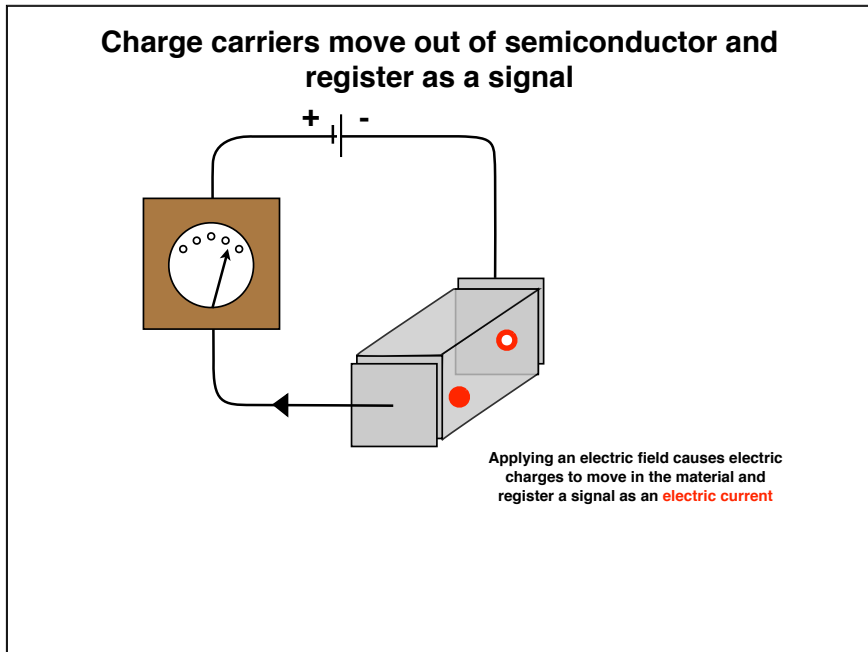 Charge carriers move out of semiconductor and
register as a signal
+ -
Applying an electric field causes electric
charges to move in the material and
register a signal as an electric current